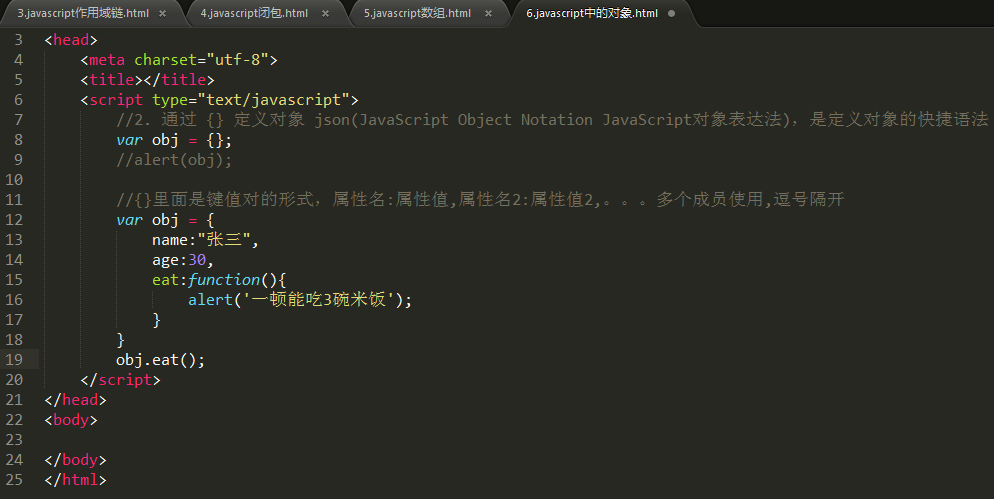 3.javascript作用域链.html × 4.javascript闭包.html × 5.javascript数组.html × 6.javascript中的对象.html ●
3 <head>
4     <meta charset="utf-8">
5     <title></title>
6     <script type="text/javascript">
7         //2. 通过 {} 定义对象 json(JavaScript Object Notation JavaScript对象表达法)，是定义对象的快捷语法
8         var obj = {};
9         //alert(obj);
10
11         //{}里面是键值对的形式，属性名:属性值,属性名2:属性值2,。。。多个成员使用,逗号隔开
12         var obj = {
13             name:"张三",
14             age:30,
15             eat:function(){
16                 alert('一顿能吃3碗米饭');
17             }
18         }
19         obj.eat();
20     </script>
21 </head>
22 <body>
23
24 </body>
25 </html>